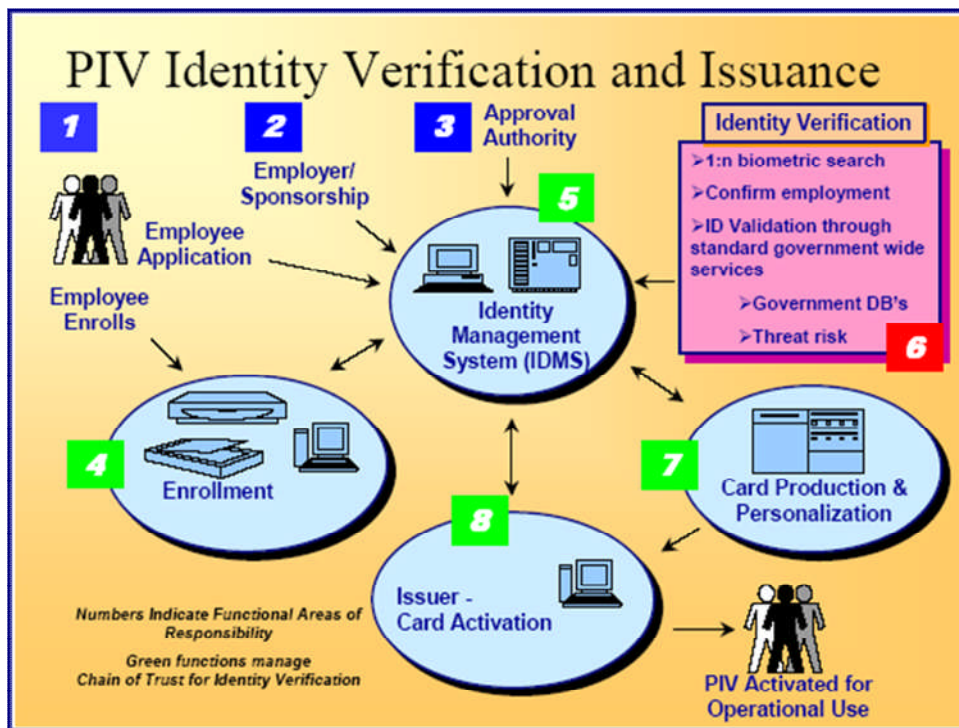 PIV Identity Verification and Issuance
1
2
3
Approval
Authority
Employer/
Sponsorship
Employee
Application
Employee
Enrolls
Identity Verification
➢1:n biometric search
➢Confirm employment
➢ID Validation through
standard government wide
services
➢Government DB's
➢Threat risk
6
5
Identity
Management
System (IDMS)
4
Enrollment
7
Card Production &
Personalization
8
Issuer -
Card Activation
Numbers Indicate Functional Areas of
Responsibility
Green functions manage
Chain of Trust for Identity Verification
PIV Activated for
Operational Use